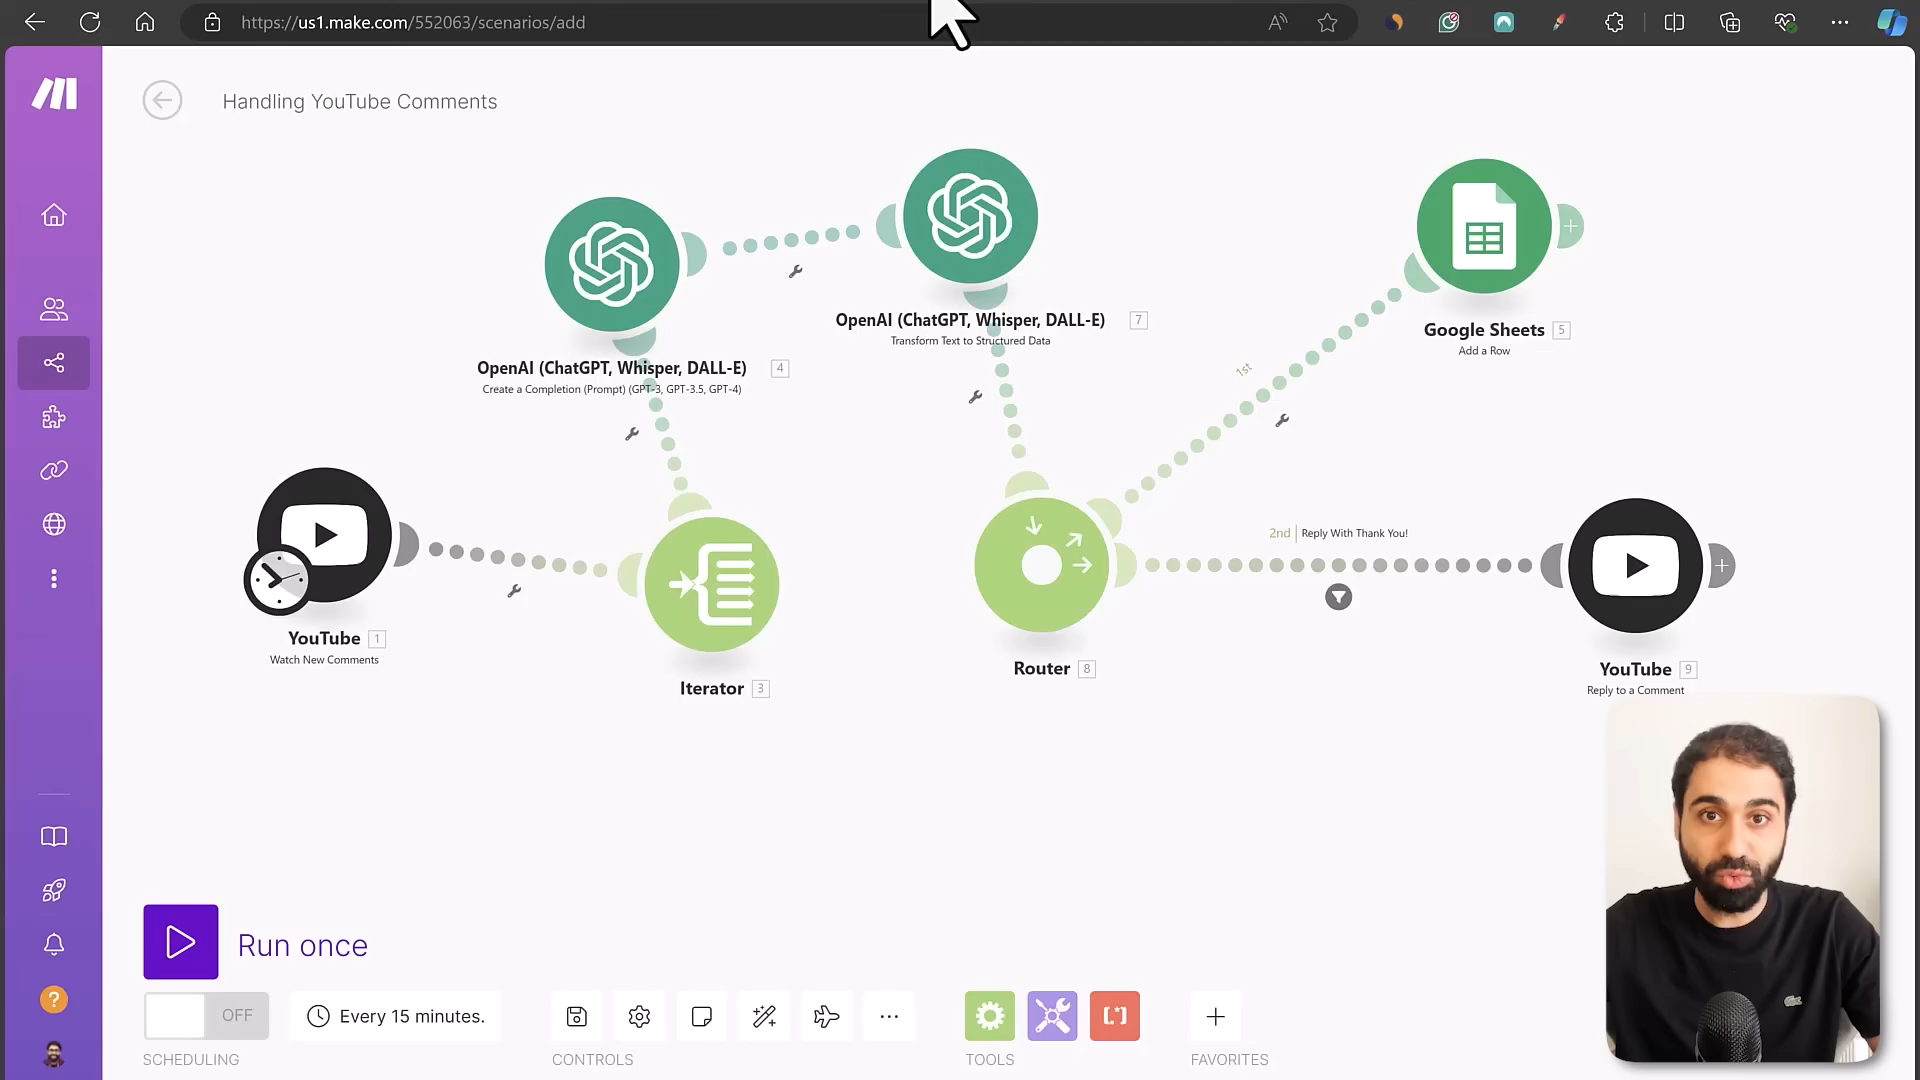 https://us1.make.com/552063/scenarios/add
Handling YouTube Comments
OpenAI (ChatGPT, Whisper, DALL-E) 4
Create a Completion (Prompt) (GPT-3, GPT-3.5, GPT-4)
OpenAI (ChatGPT, Whisper, DALL-E) 7
Transform Text to Structured Data
Google Sheets 5
Add a Row
1st
2nd Reply With Thank You!
YouTube 1
Watch New Comments
Iterator 3
Router 8
YouTube 9
Reply to a Comment
Run once
OFF
Every 15 minutes.
SCHEDULING
CONTROLS
TOOLS
FAVORITES